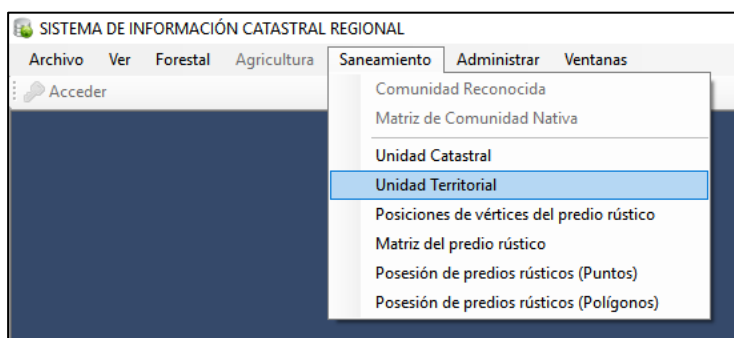 SISTEMA DE INFORMACIÓN CATASTRAL REGIONAL
Archivo Ver Forestal Agricultura Saneamiento Administrar Ventanas
Acceder
Comunidad Reconocida
Matriz de Comunidad Nativa
Unidad Catastral
Unidad Territorial
Posiciones de vértices del predio rústico
Matriz del predio rústico
Posesión de predios rústicos (Puntos)
Posesión de predios rústicos (Polígonos)